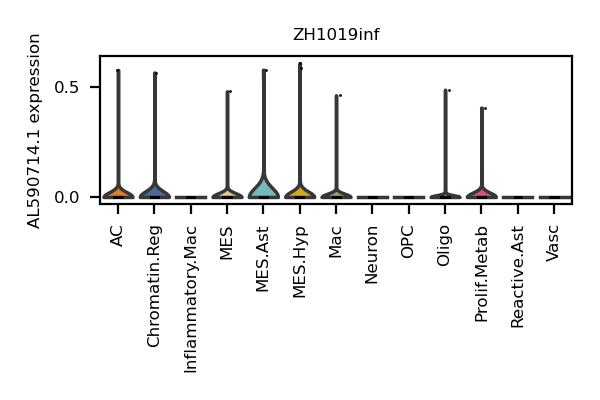 ZH1019inf
AL590714.1 expression
0.5
0.0
AC
Chromatin.Reg
Inflammatory.Mac
MES
MES.Ast
MES.Hyp
Mac
Neuron
OPC
Oligo
Prolif.Metab
Reactive.Ast
Vasc